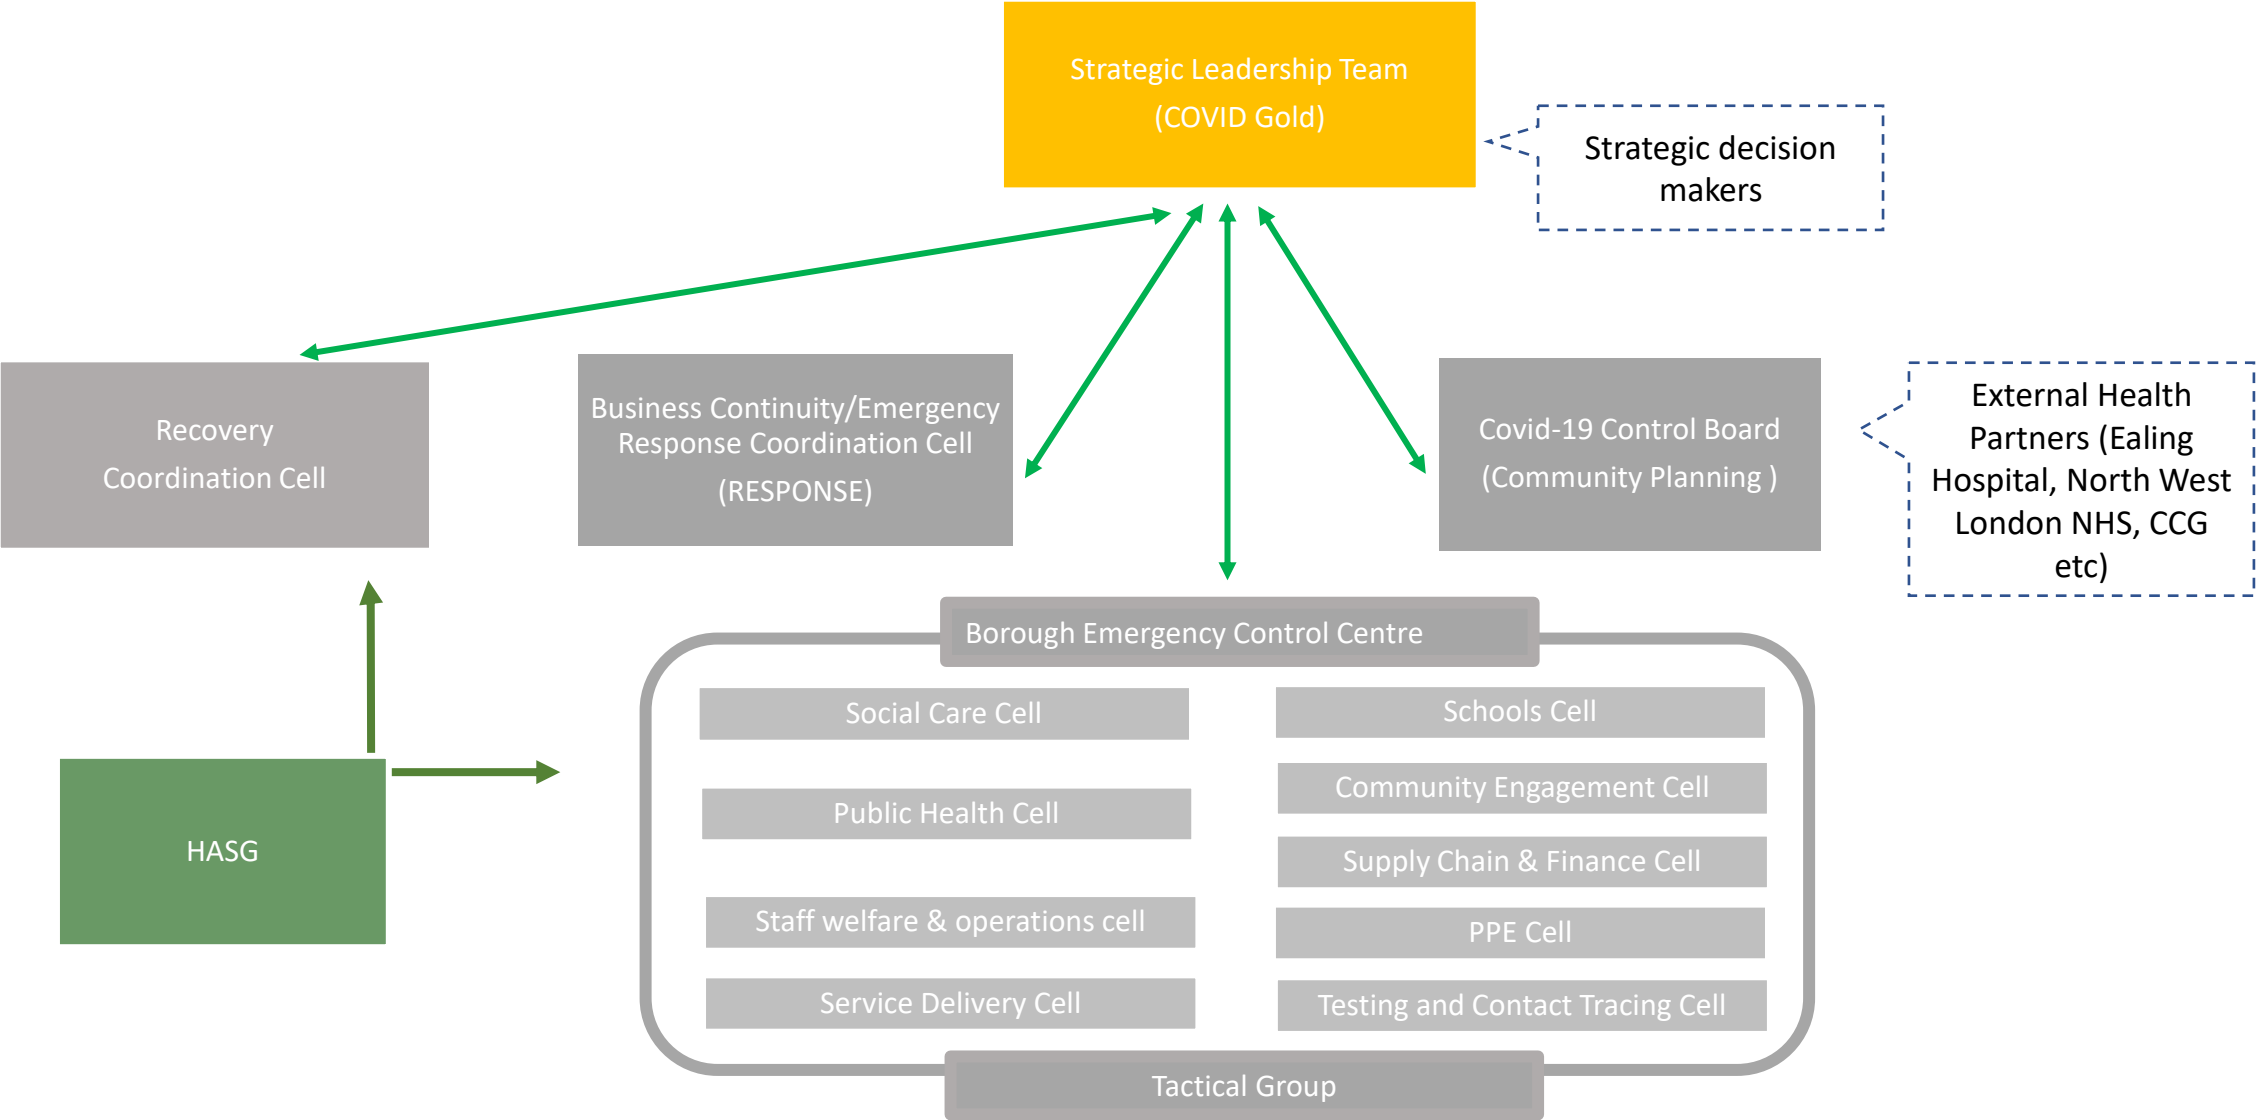 Strategic Leadership Team
(COVID Gold)
Strategic decision
makers
Recovery
Coordination Cell
Business Continuity/Emergency
Response Coordination Cell
(RESPONSE)
Covid-19 Control Board
(Community Planning )
External Health
Partners (Ealing
Hospital, North West
London NHS, CCG
etc)
Borough Emergency Control Centre
Social Care Cell
Schools Cell
Community Engagement Cell
Public Health Cell
Supply Chain & Finance Cell
HASG
Staff welfare & operations cell
PPE Cell
Service Delivery Cell
Testing and Contact Tracing Cell
Tactical Group